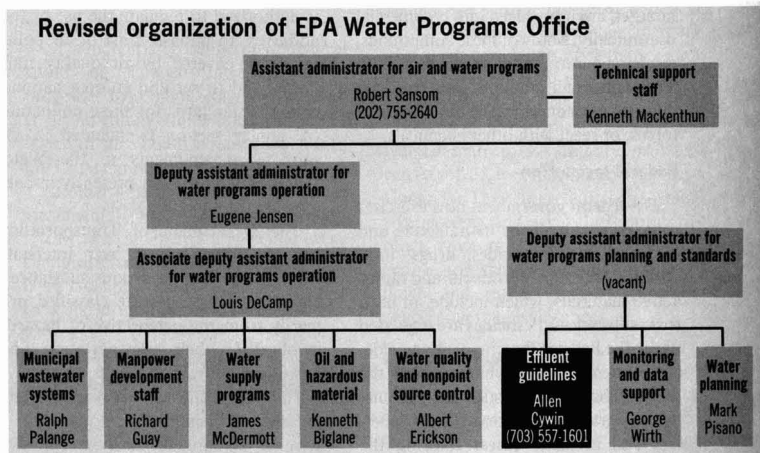 Revised organization of EPA Water Programs Office
Assistant administrator for air and water programs
Robert Sansom
(202) 755-2640
Technical support
staff
Kenneth Mackenthun
Deputy assistant administrator for
water programs operation
Eugene Jensen
Associate deputy assistant administrator
for water programs operation
Louis DeCamp
Deputy assistant administrator for
water programs planning and standards
(vacant)
Municipal
wastewater
systems
Ralph
Palange
Manpower
development
staff
Richard
Guay
Water
supply
programs
James
McDermott
Oil and
hazardous
material
Kenneth
Biglane
Water quality
and nonpoint
source control
Albert
Erickson
Effluent
guidelines
Allen
Cywin
(703) 557-1601
Monitoring
and data
support
George
Wirth
Water
planning
Mark
Pisano